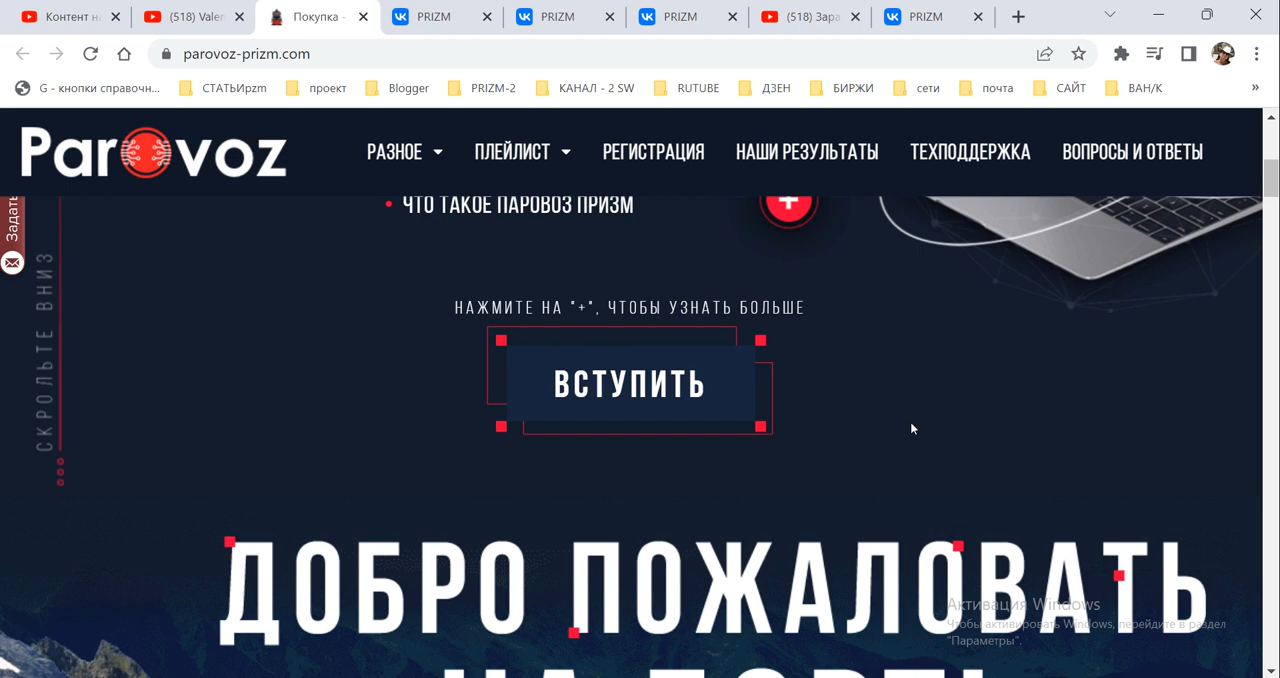 Контент на
(518) Valer
Покупка -
PRIZM
PRIZM
PRIZM
(518) Зара
PRIZM
parovoz-prizm.com
G - кнопки справочн...
СТАТЬИpzm
проект
Blogger
PRIZM-2
КАНАЛ - 2 SW
RUTUBE
ДЗЕН
БИРЖИ
сети
почта
САЙТ
ВАН/К
Parovoz
РАЗНОЕ
ПЛЕЙЛИСТ
РЕГИСТРАЦИЯ
НАШИ РЕЗУЛЬТАТЫ
ТЕХПОДДЕРЖКА
ВОПРОСЫ И ОТВЕТЫ
Задать
ЧТО ТАКОЕ ПАРОВОЗ ПРИЗМ
СКРОЛЬТЕ ВНИЗ
НАЖМИТЕ НА "+", ЧТОБЫ УЗНАТЬ БОЛЬШЕ
ВСТУПИТЬ
ДОБРО ПОЖАЛОВАТЬ
Активация Windows
Чтобы активировать Windows, перейдите в раздел
"Параметры".